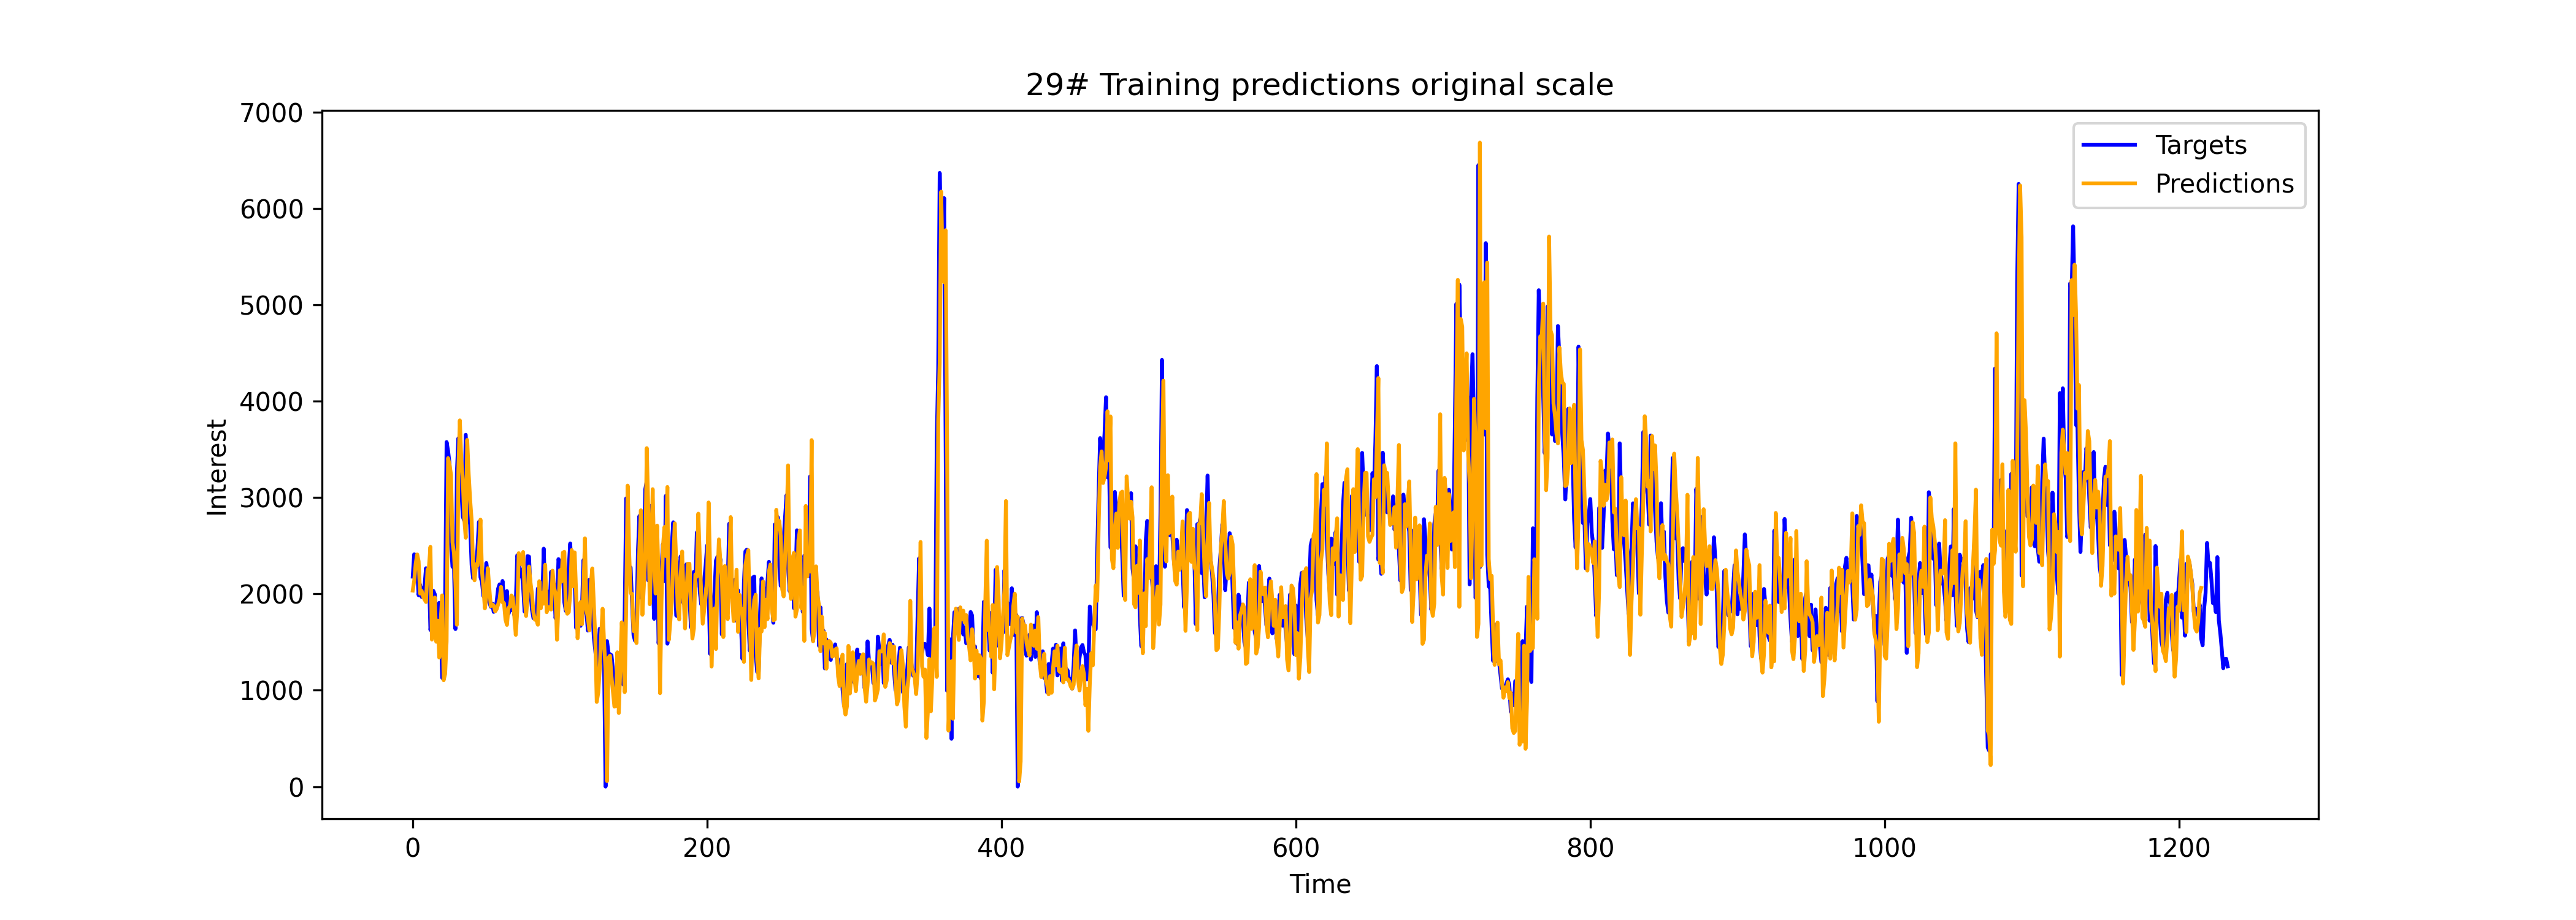 29# Training predictions original scale
7000
6000
5000
4000
3000
2000
1000
0
Interest
Targets
Predictions
0 200 400 600 800 1000 1200
Time